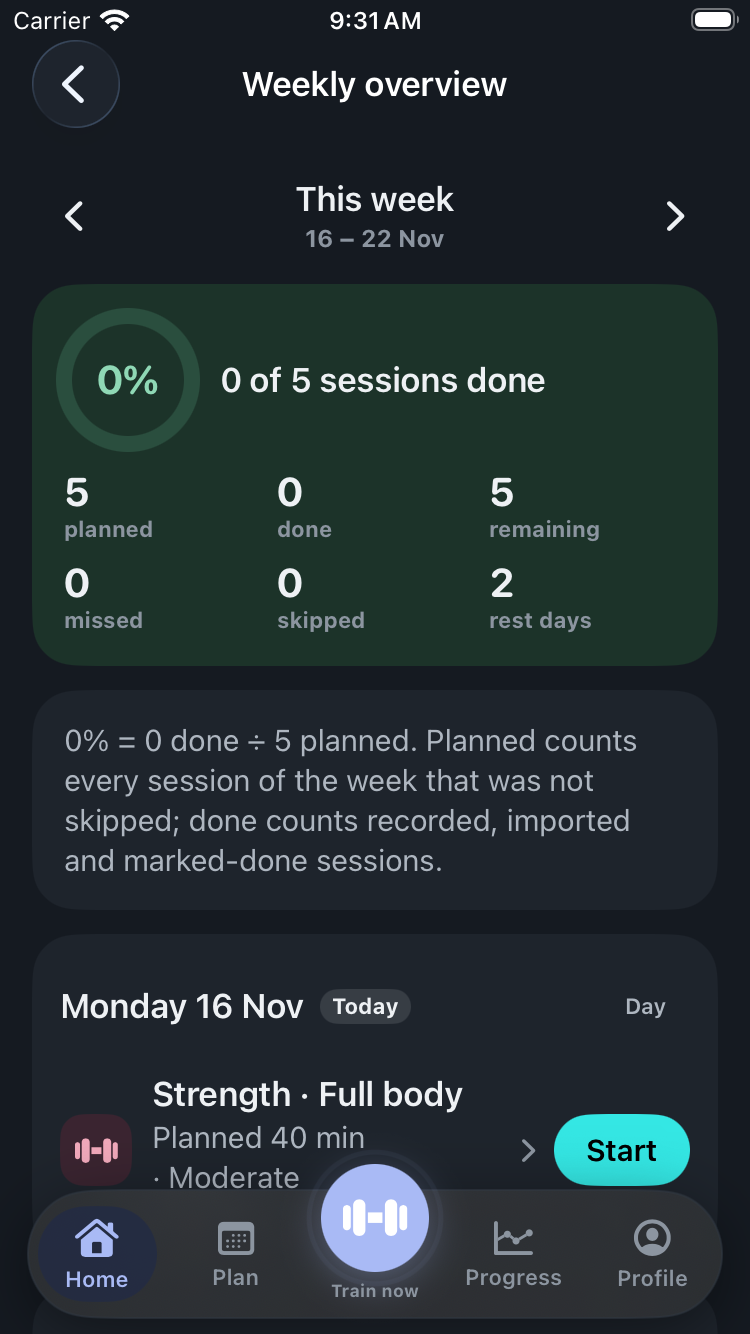 Carrier 9:31 AM
Weekly overview
This week
16 – 22 Nov
0% 0 of 5 sessions done
5 0 5
planned done remaining
0 0 2
missed skipped rest days
0% = 0 done ÷ 5 planned. Planned counts
every session of the week that was not
skipped; done counts recorded, imported
and marked-done sessions.
Monday 16 Nov Today Day
Strength · Full body
Planned 40 min
· Moderate
Start
Home Plan Train now Progress Profile